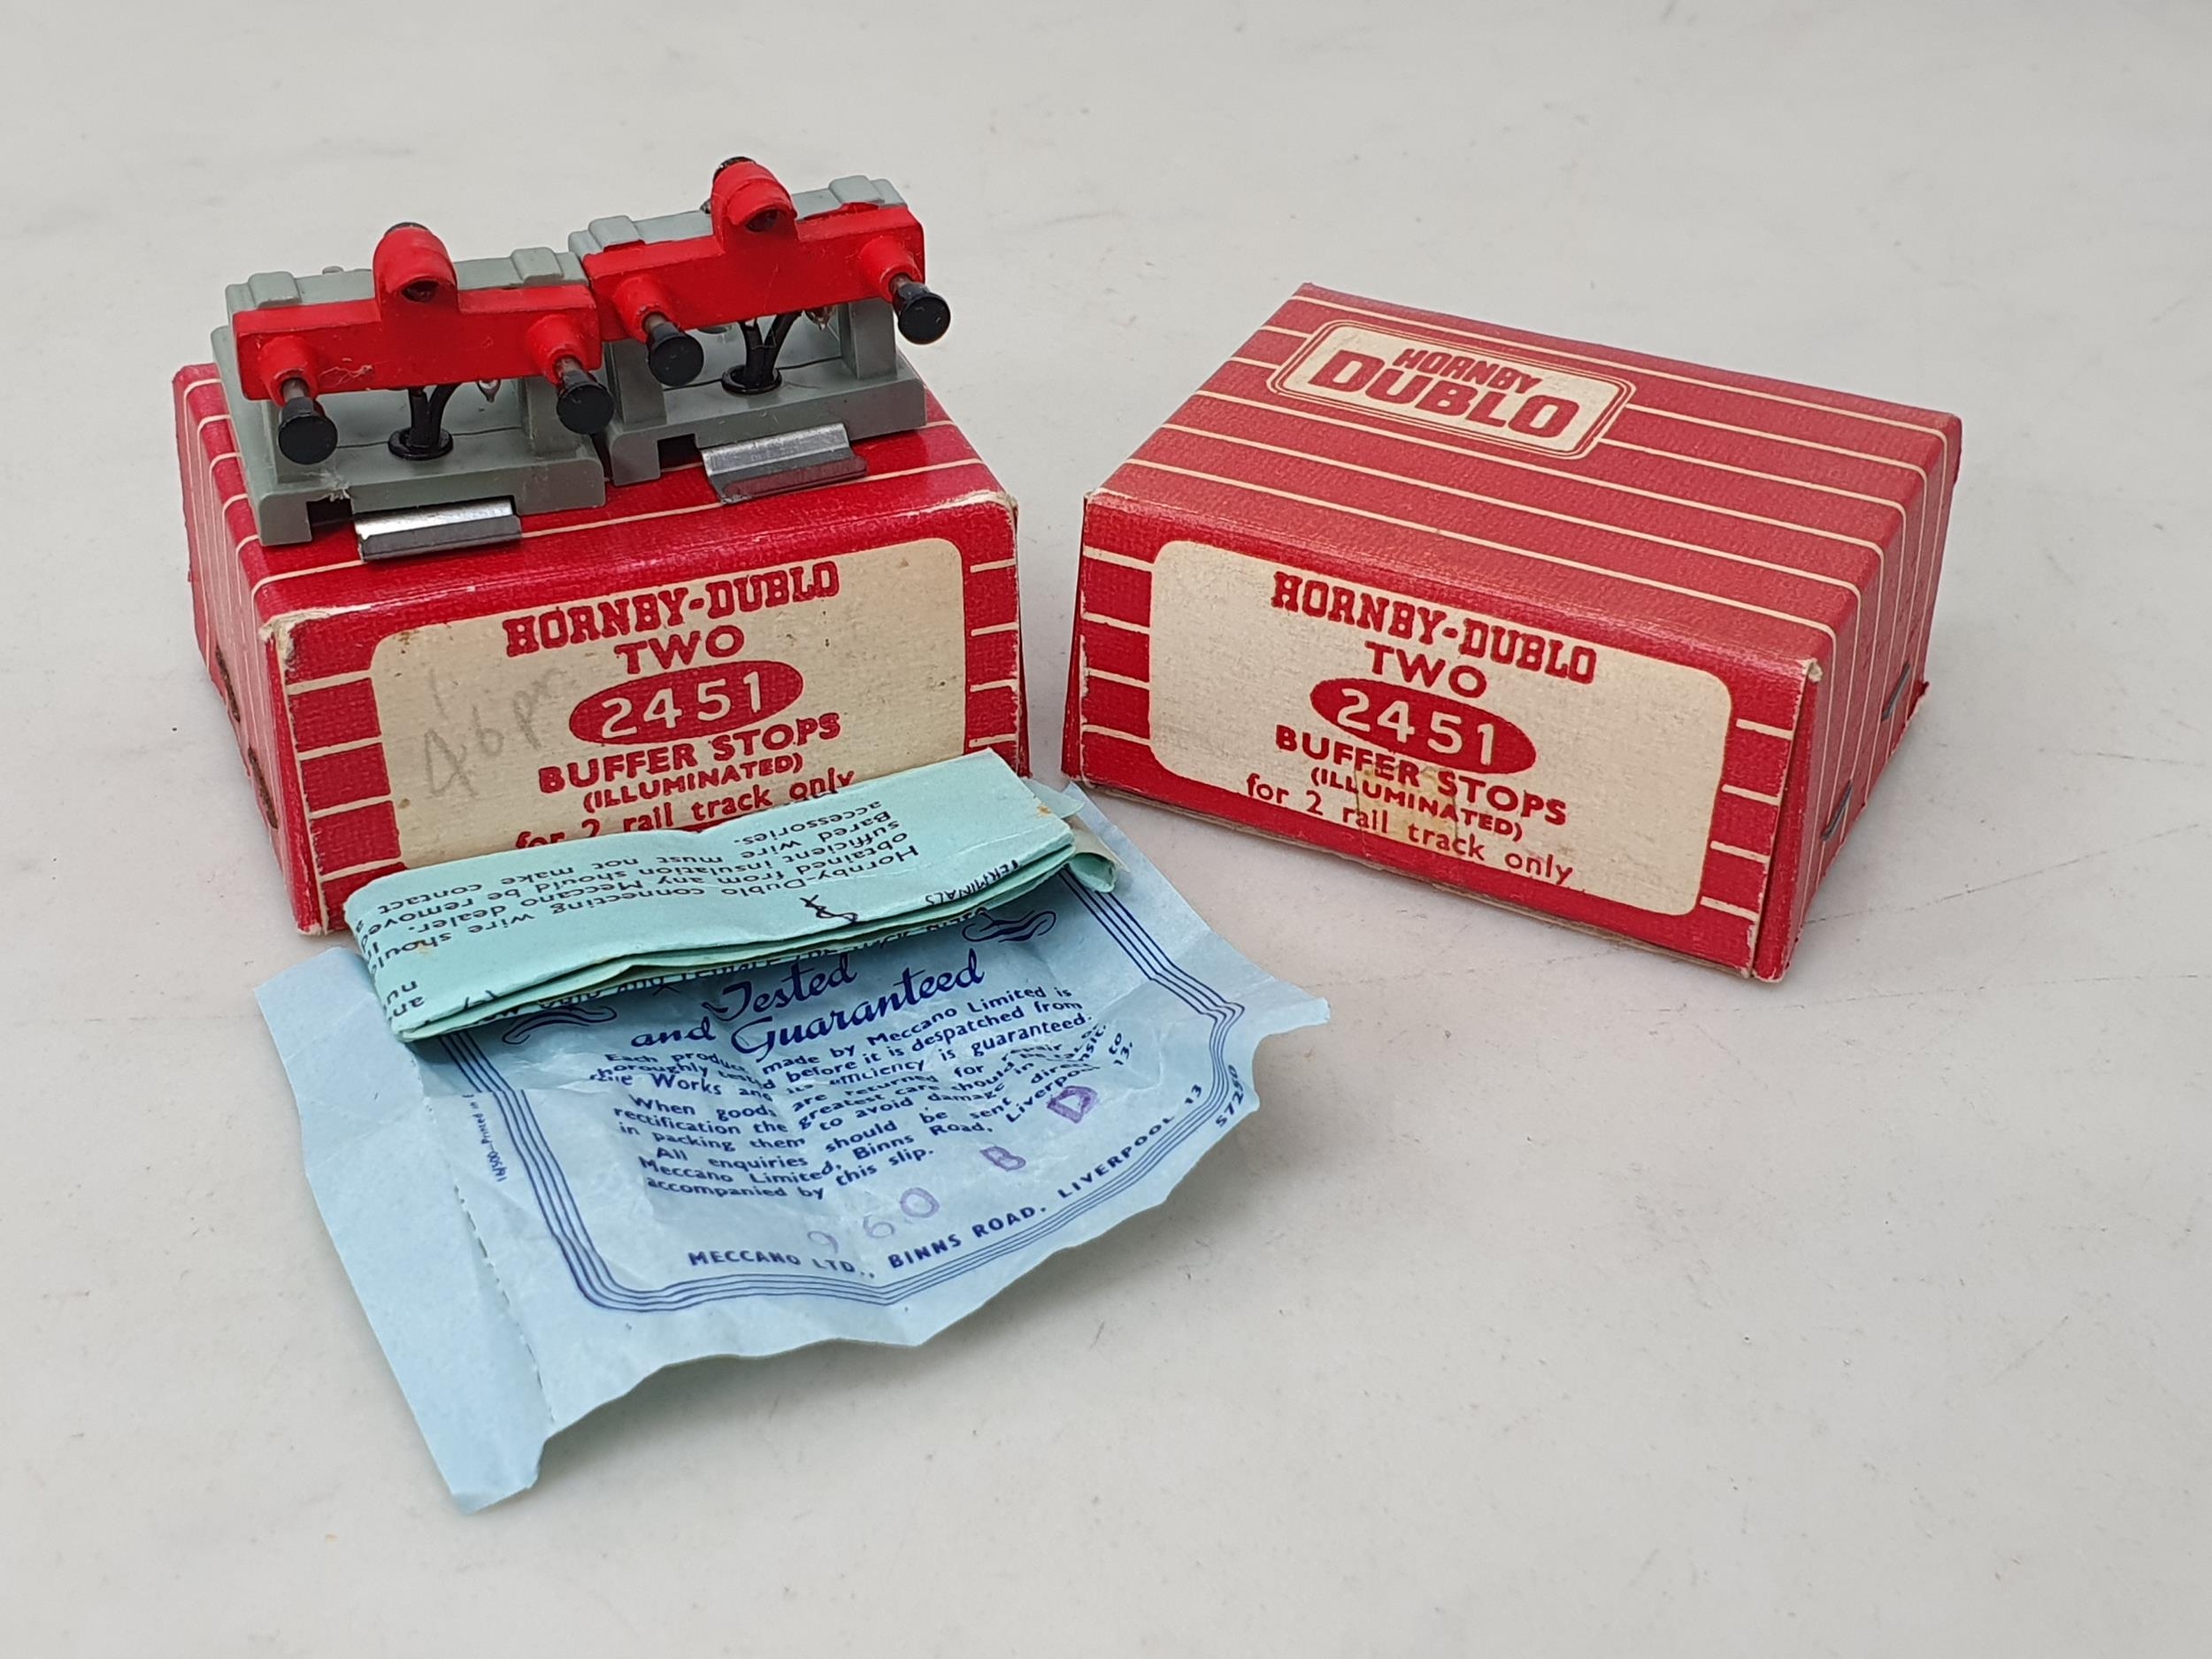 HORNBY-DUBLO
TWO
2451
BUFFER STOPS
(ILLUMINATED)
for 2 rail track only
46pr
HORNBY
DUBLO
HORNBY-DUBLO
TWO
2451
BUFFER STOPS
(ILLUMINATED)
for 2 rail track only
Hornby-Dublo connecting wire should
obtained from any Meccano dealer.
sufficient insulation should be remov
Bared wire must not make contact
accessories.
TERMINALS
Tested
and Guaranteed
Each product made by Meccano Limited is
thoroughly tested before it is despatched from
the Works and its efficiency is guaranteed.
When goods are returned for repair
rectification the greatest care should be
in packing them to avoid damage in
All enquiries should be sent direct to
Meccano Limited, Binns Road, Liverpool 13.
accompanied by this slip.
960 B D
MECCANO LTD., BINNS ROAD, LIVERPOOL 13
57250